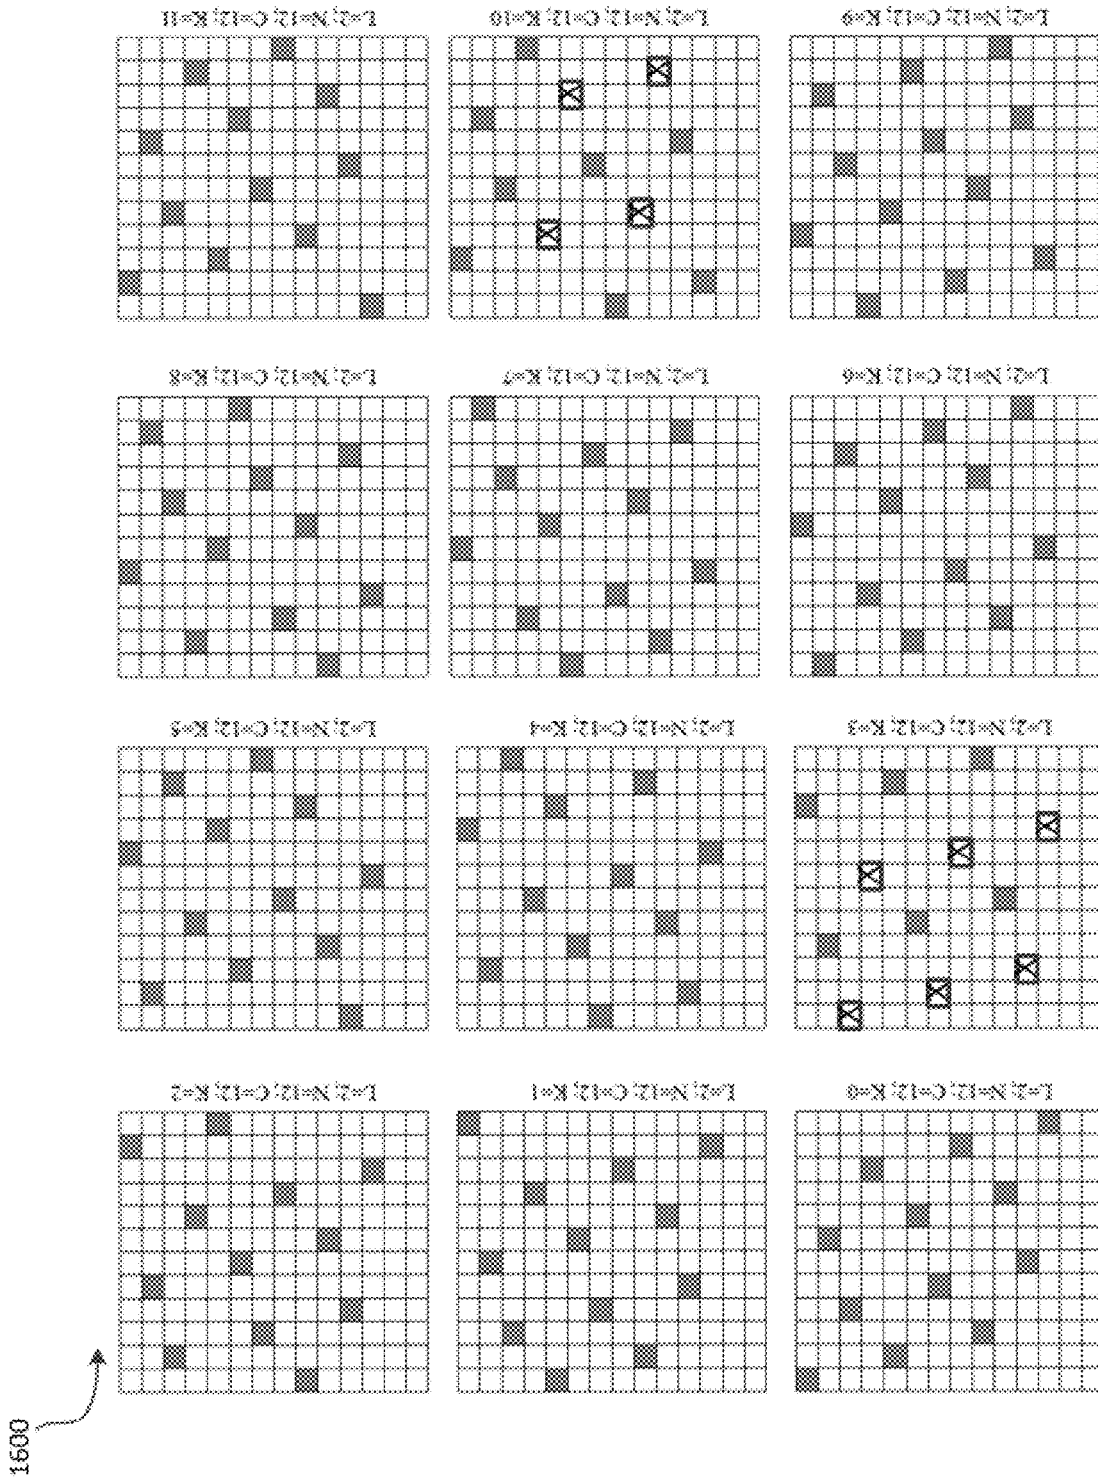 1600
L=2; N=12; C=12; K=11
L=2; N=12; C=12; K=10
L=2; N=12; C=12; K=9
L=2; N=12; C=12; K=8
L=2; N=12; C=12; K=7
L=2; N=12; C=12; K=6
L=2; N=12; C=12; K=5
L=2; N=12; C=12; K=4
L=2; N=12; C=12; K=3
L=2; N=12; C=12; K=2
L=2; N=12; C=12; K=1
L=2; N=12; C=12; K=0
X
X
X
X
X
X
X
X
X
X